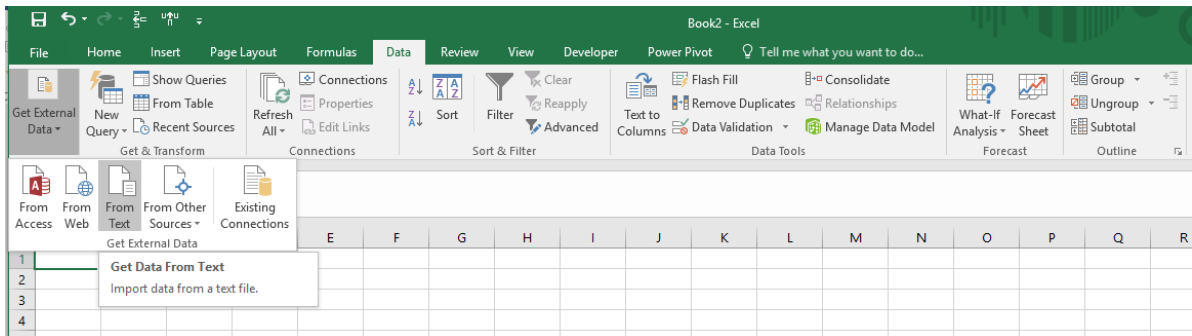 Book2 - Excel
File Home Insert Page Layout Formulas Data Review View Developer Power Pivot Tell me what you want to do...
Get External Data
New Query
Show Queries
From Table
Recent Sources
Get & Transform
Refresh All
Connections
Properties
Edit Links
Connections
Sort
Filter
Clear
Reapply
Advanced
Sort & Filter
Text to Columns
Flash Fill
Remove Duplicates
Data Validation
Consolidate
Relationships
Manage Data Model
Data Tools
What-If Analysis
Forecast Sheet
Forecast
Group
Ungroup
Subtotal
Outline
From Access
From Web
From Text
From Other Sources
Existing Connections
Get External Data
E F G H I J K L M N O P Q R
1
Get Data From Text
2
Import data from a text file.
3
4